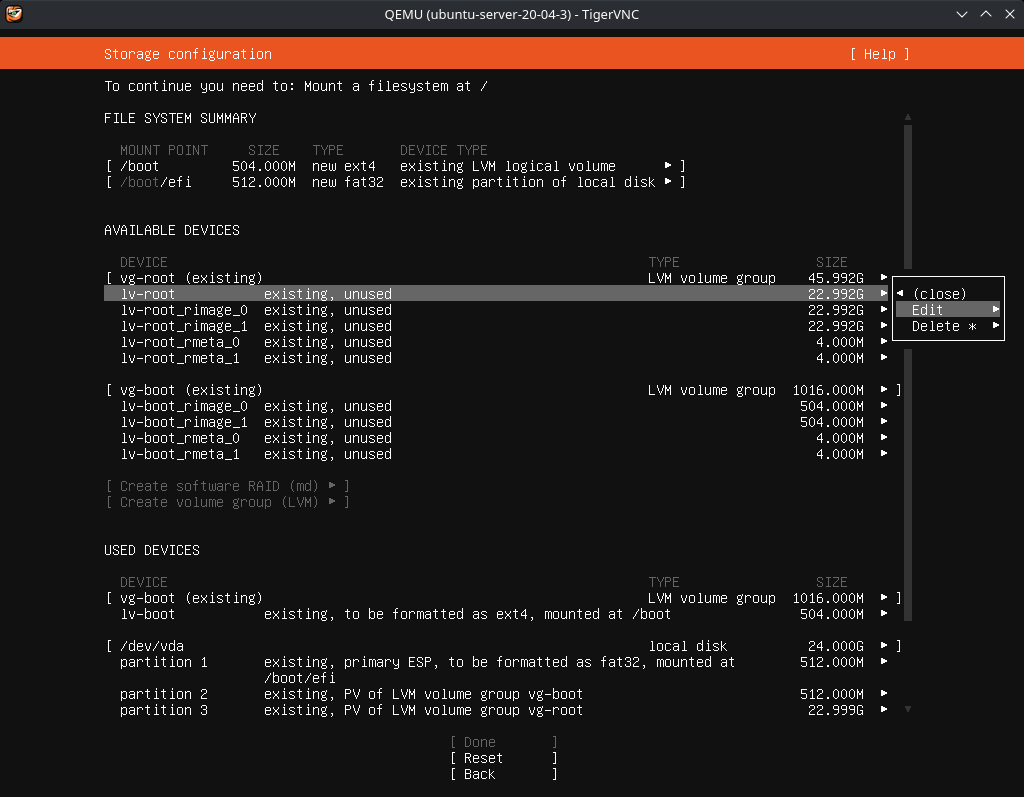 QEMU (ubuntu-server-20-04-3) - TigerVNC
Storage configuration [ Help ]
To continue you need to: Mount a filesystem at /
FILE SYSTEM SUMMARY
MOUNT POINT SIZE TYPE DEVICE TYPE
[ /boot 504.000M new ext4 existing LVM logical volume ▸ ]
[ /boot/efi 512.000M new fat32 existing partition of local disk ▸ ]
AVAILABLE DEVICES
DEVICE TYPE SIZE
[ vg-root (existing) LVM volume group 45.992G ▸
lv-root existing, unused 22.992G ▸
lv-root_rimage_0 existing, unused 22.992G ▸
lv-root_rimage_1 existing, unused 22.992G ▸
lv-root_rmeta_0 existing, unused 4.000M ▸
lv-root_rmeta_1 existing, unused 4.000M ▸
◂ (close)
Edit ▸
Delete * ▸
[ vg-boot (existing) LVM volume group 1016.000M ▸ ]
lv-boot_rimage_0 existing, unused 504.000M ▸
lv-boot_rimage_1 existing, unused 504.000M ▸
lv-boot_rmeta_0 existing, unused 4.000M ▸
lv-boot_rmeta_1 existing, unused 4.000M ▸
[ Create software RAID (md) ▸ ]
[ Create volume group (LVM) ▸ ]
USED DEVICES
DEVICE TYPE SIZE
[ vg-boot (existing) LVM volume group 1016.000M ▸ ]
lv-boot existing, to be formatted as ext4, mounted at /boot 504.000M ▸
[ /dev/vda local disk 24.000G ▸ ]
partition 1 existing, primary ESP, to be formatted as fat32, mounted at 512.000M ▸
/boot/efi
partition 2 existing, PV of LVM volume group vg-boot 512.000M ▸
partition 3 existing, PV of LVM volume group vg-root 22.999G ▸
[ Done ]
[ Reset ]
[ Back ]